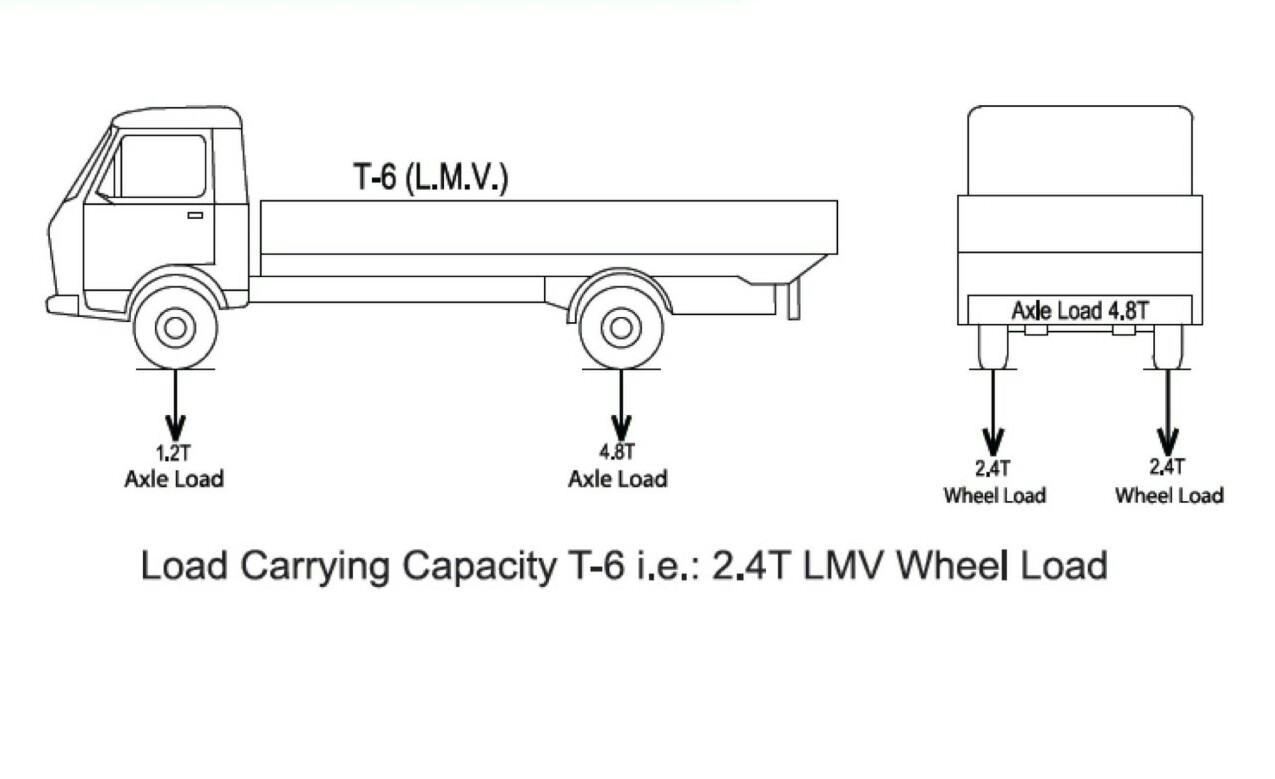 T-6 (L.M.V.)
Axle Load 4.8T
1.2T
Axle Load
4.8T
Axle Load
2.4T
Wheel Load
2.4T
Wheel Load
Load Carrying Capacity T-6 i.e.: 2.4T LMV Wheel Load